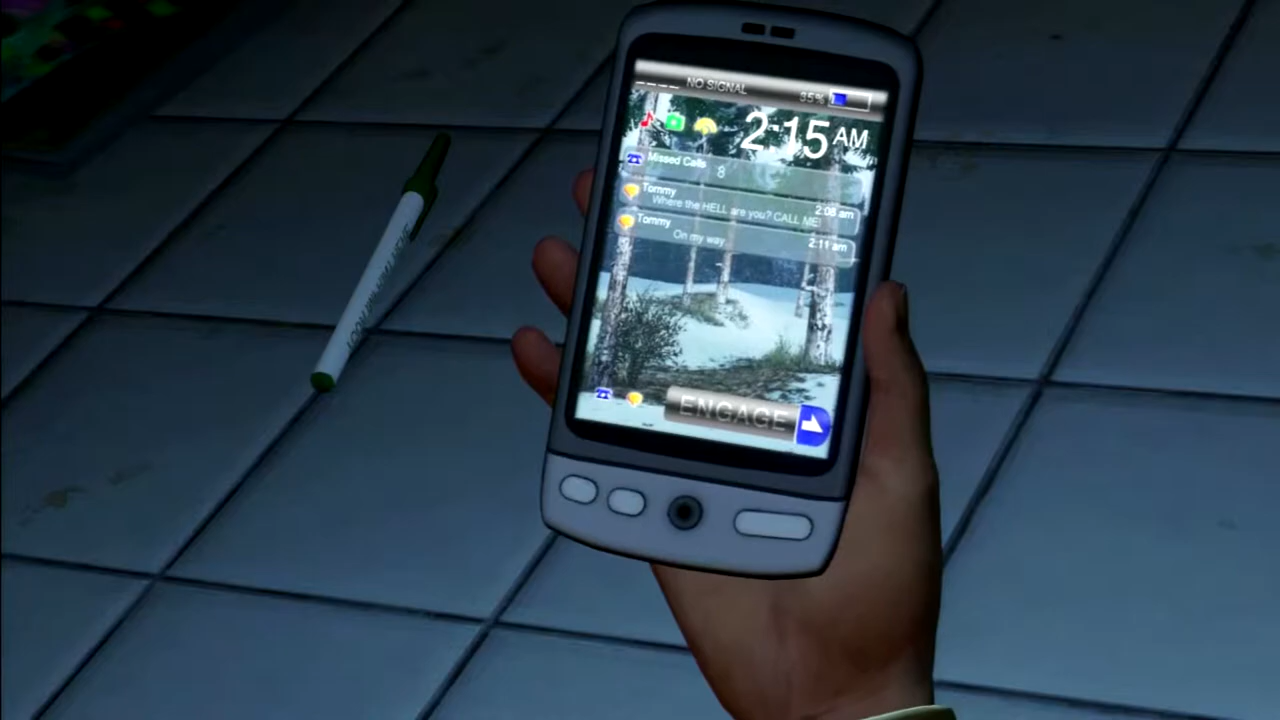 NO SIGNAL
35%
2:15 AM
Missed Calls
8
Tommy
2:08 am
Where the HELL are you? CALL ME!
Tommy
2:11 am
On my way
ENGAGE